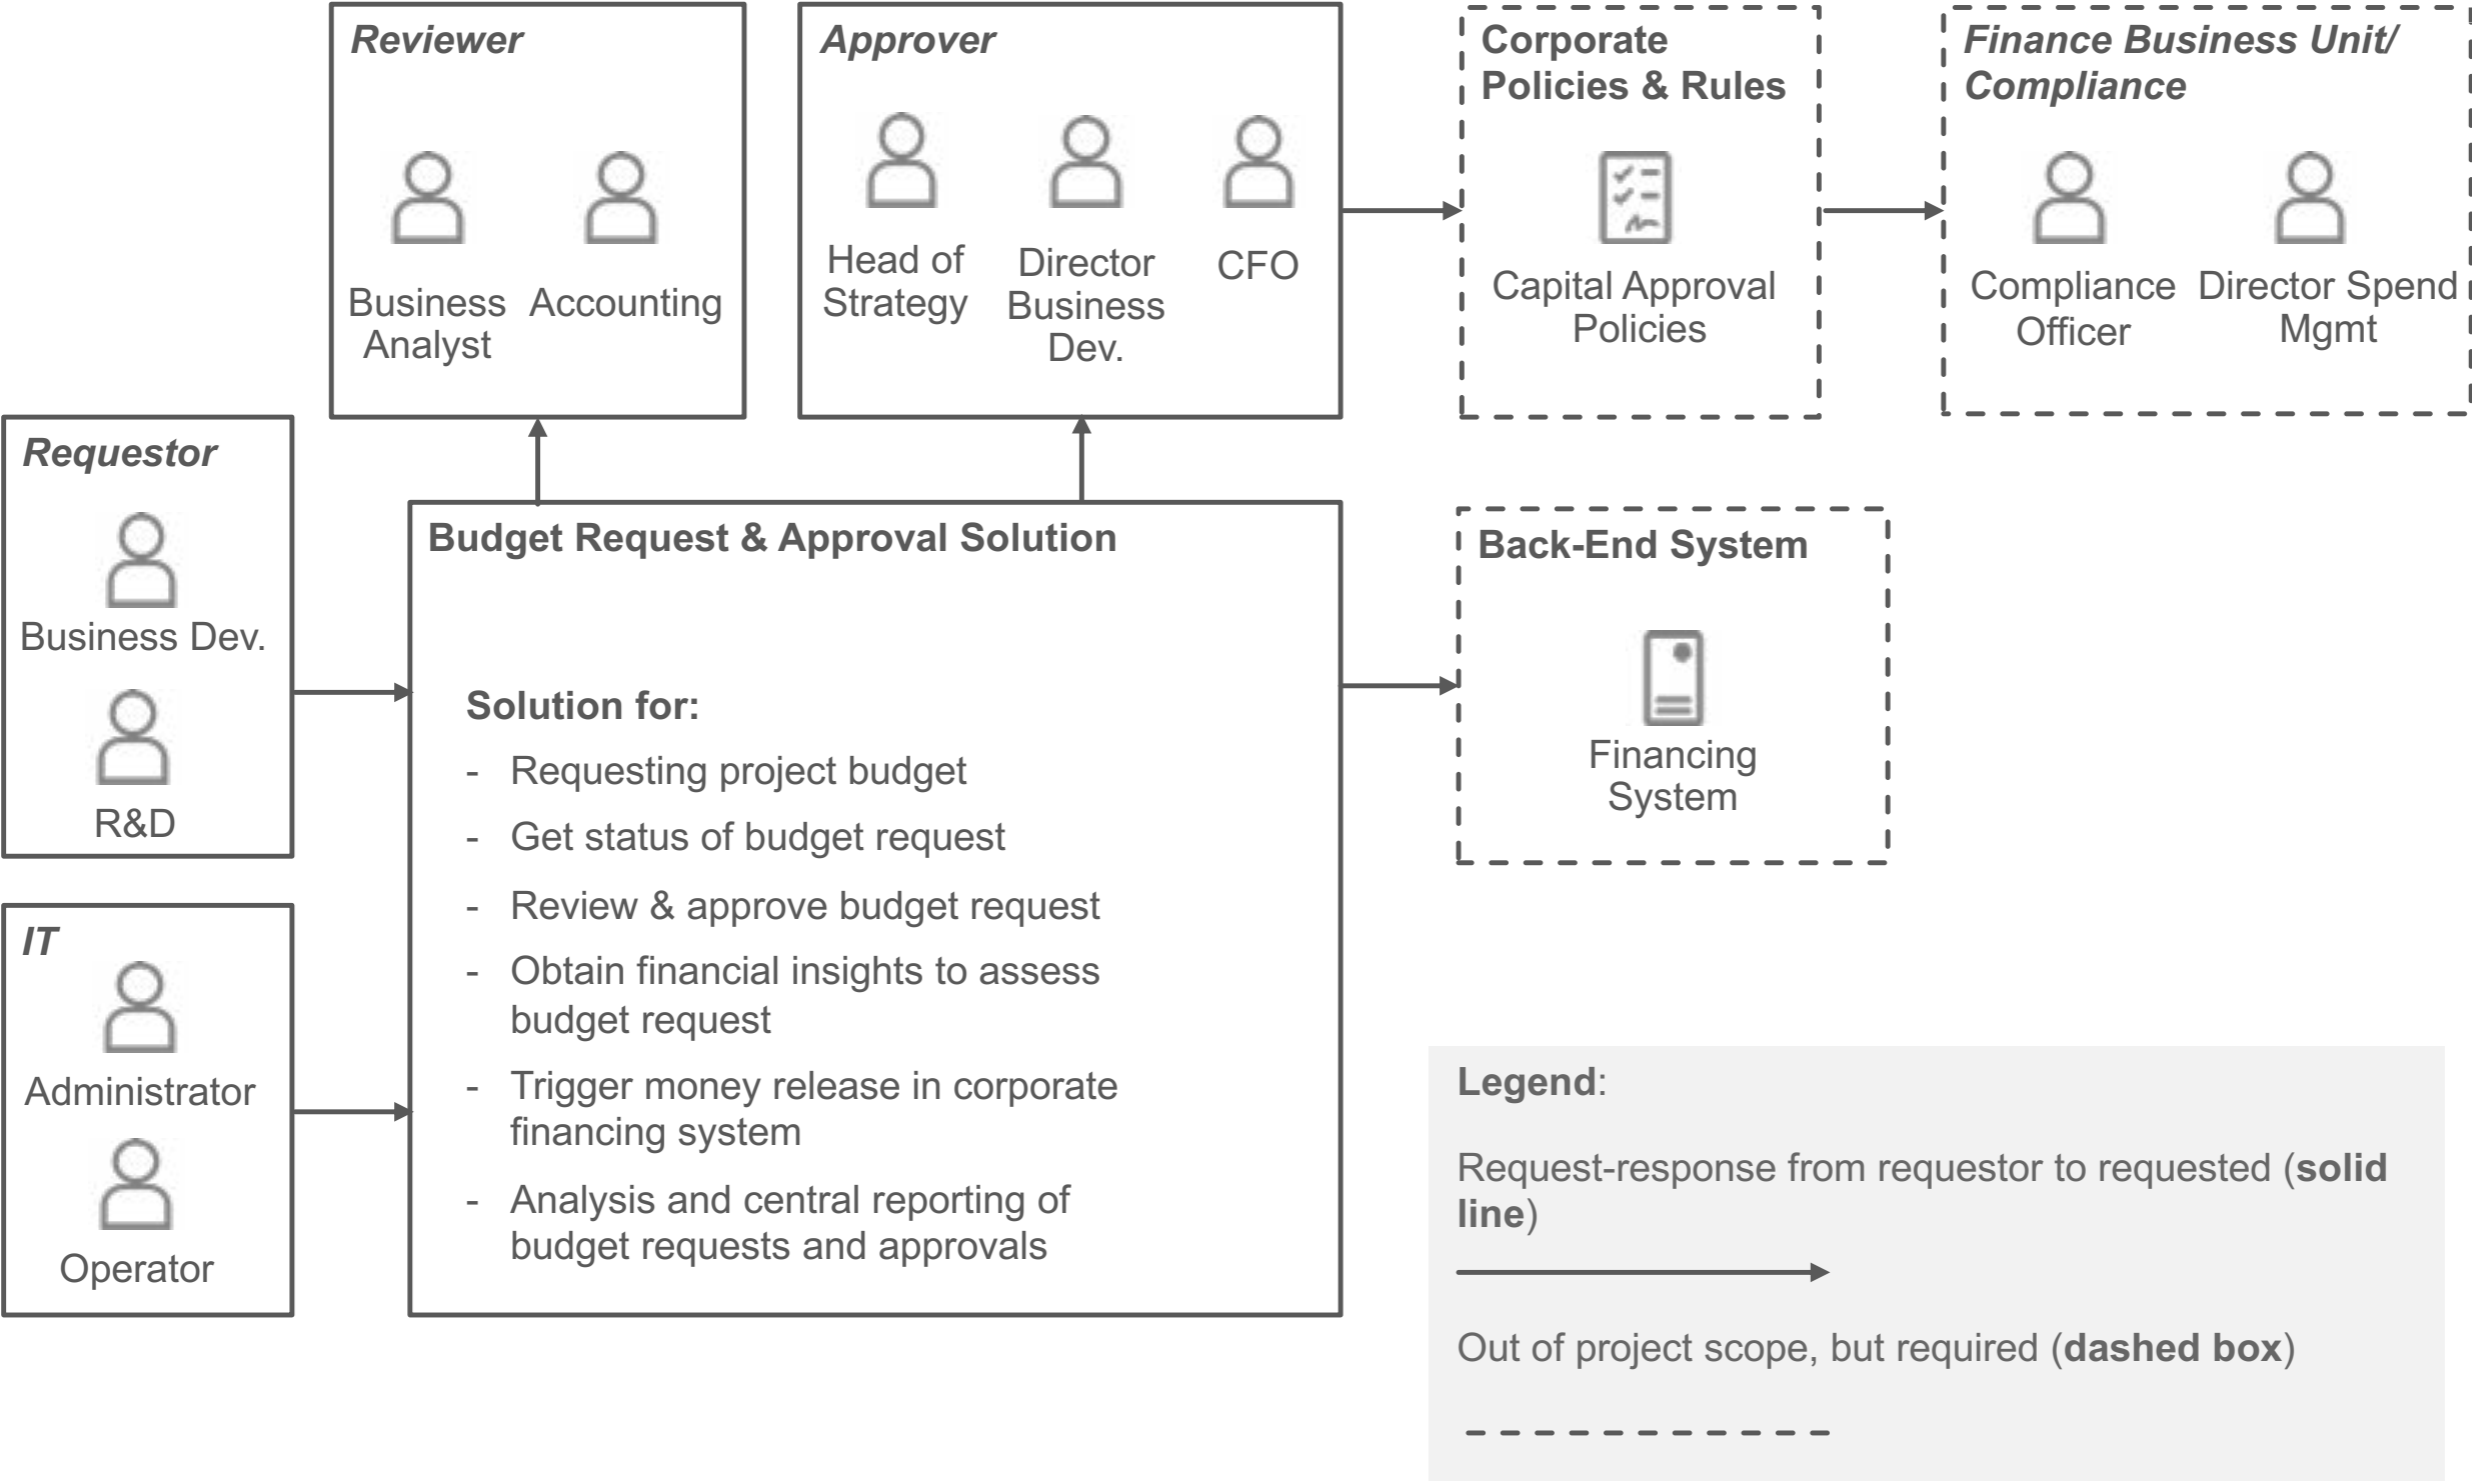 Reviewer
Business
Analyst
Accounting
Approver
Head of
Strategy
Director
Business
Dev.
CFO
Corporate
Policies & Rules
Capital Approval
Policies
Finance Business Unit/
Compliance
Compliance
Officer
Director Spend
Mgmt
Requestor
Business Dev.
R&D
IT
Administrator
Operator
Budget Request & Approval Solution
Solution for:
- Requesting project budget
- Get status of budget request
- Review & approve budget request
- Obtain financial insights to assess
budget request
- Trigger money release in corporate
financing system
- Analysis and central reporting of
budget requests and approvals
Back-End System
Financing
System
Legend:
Request-response from requestor to requested (solid
line)
Out of project scope, but required (dashed box)